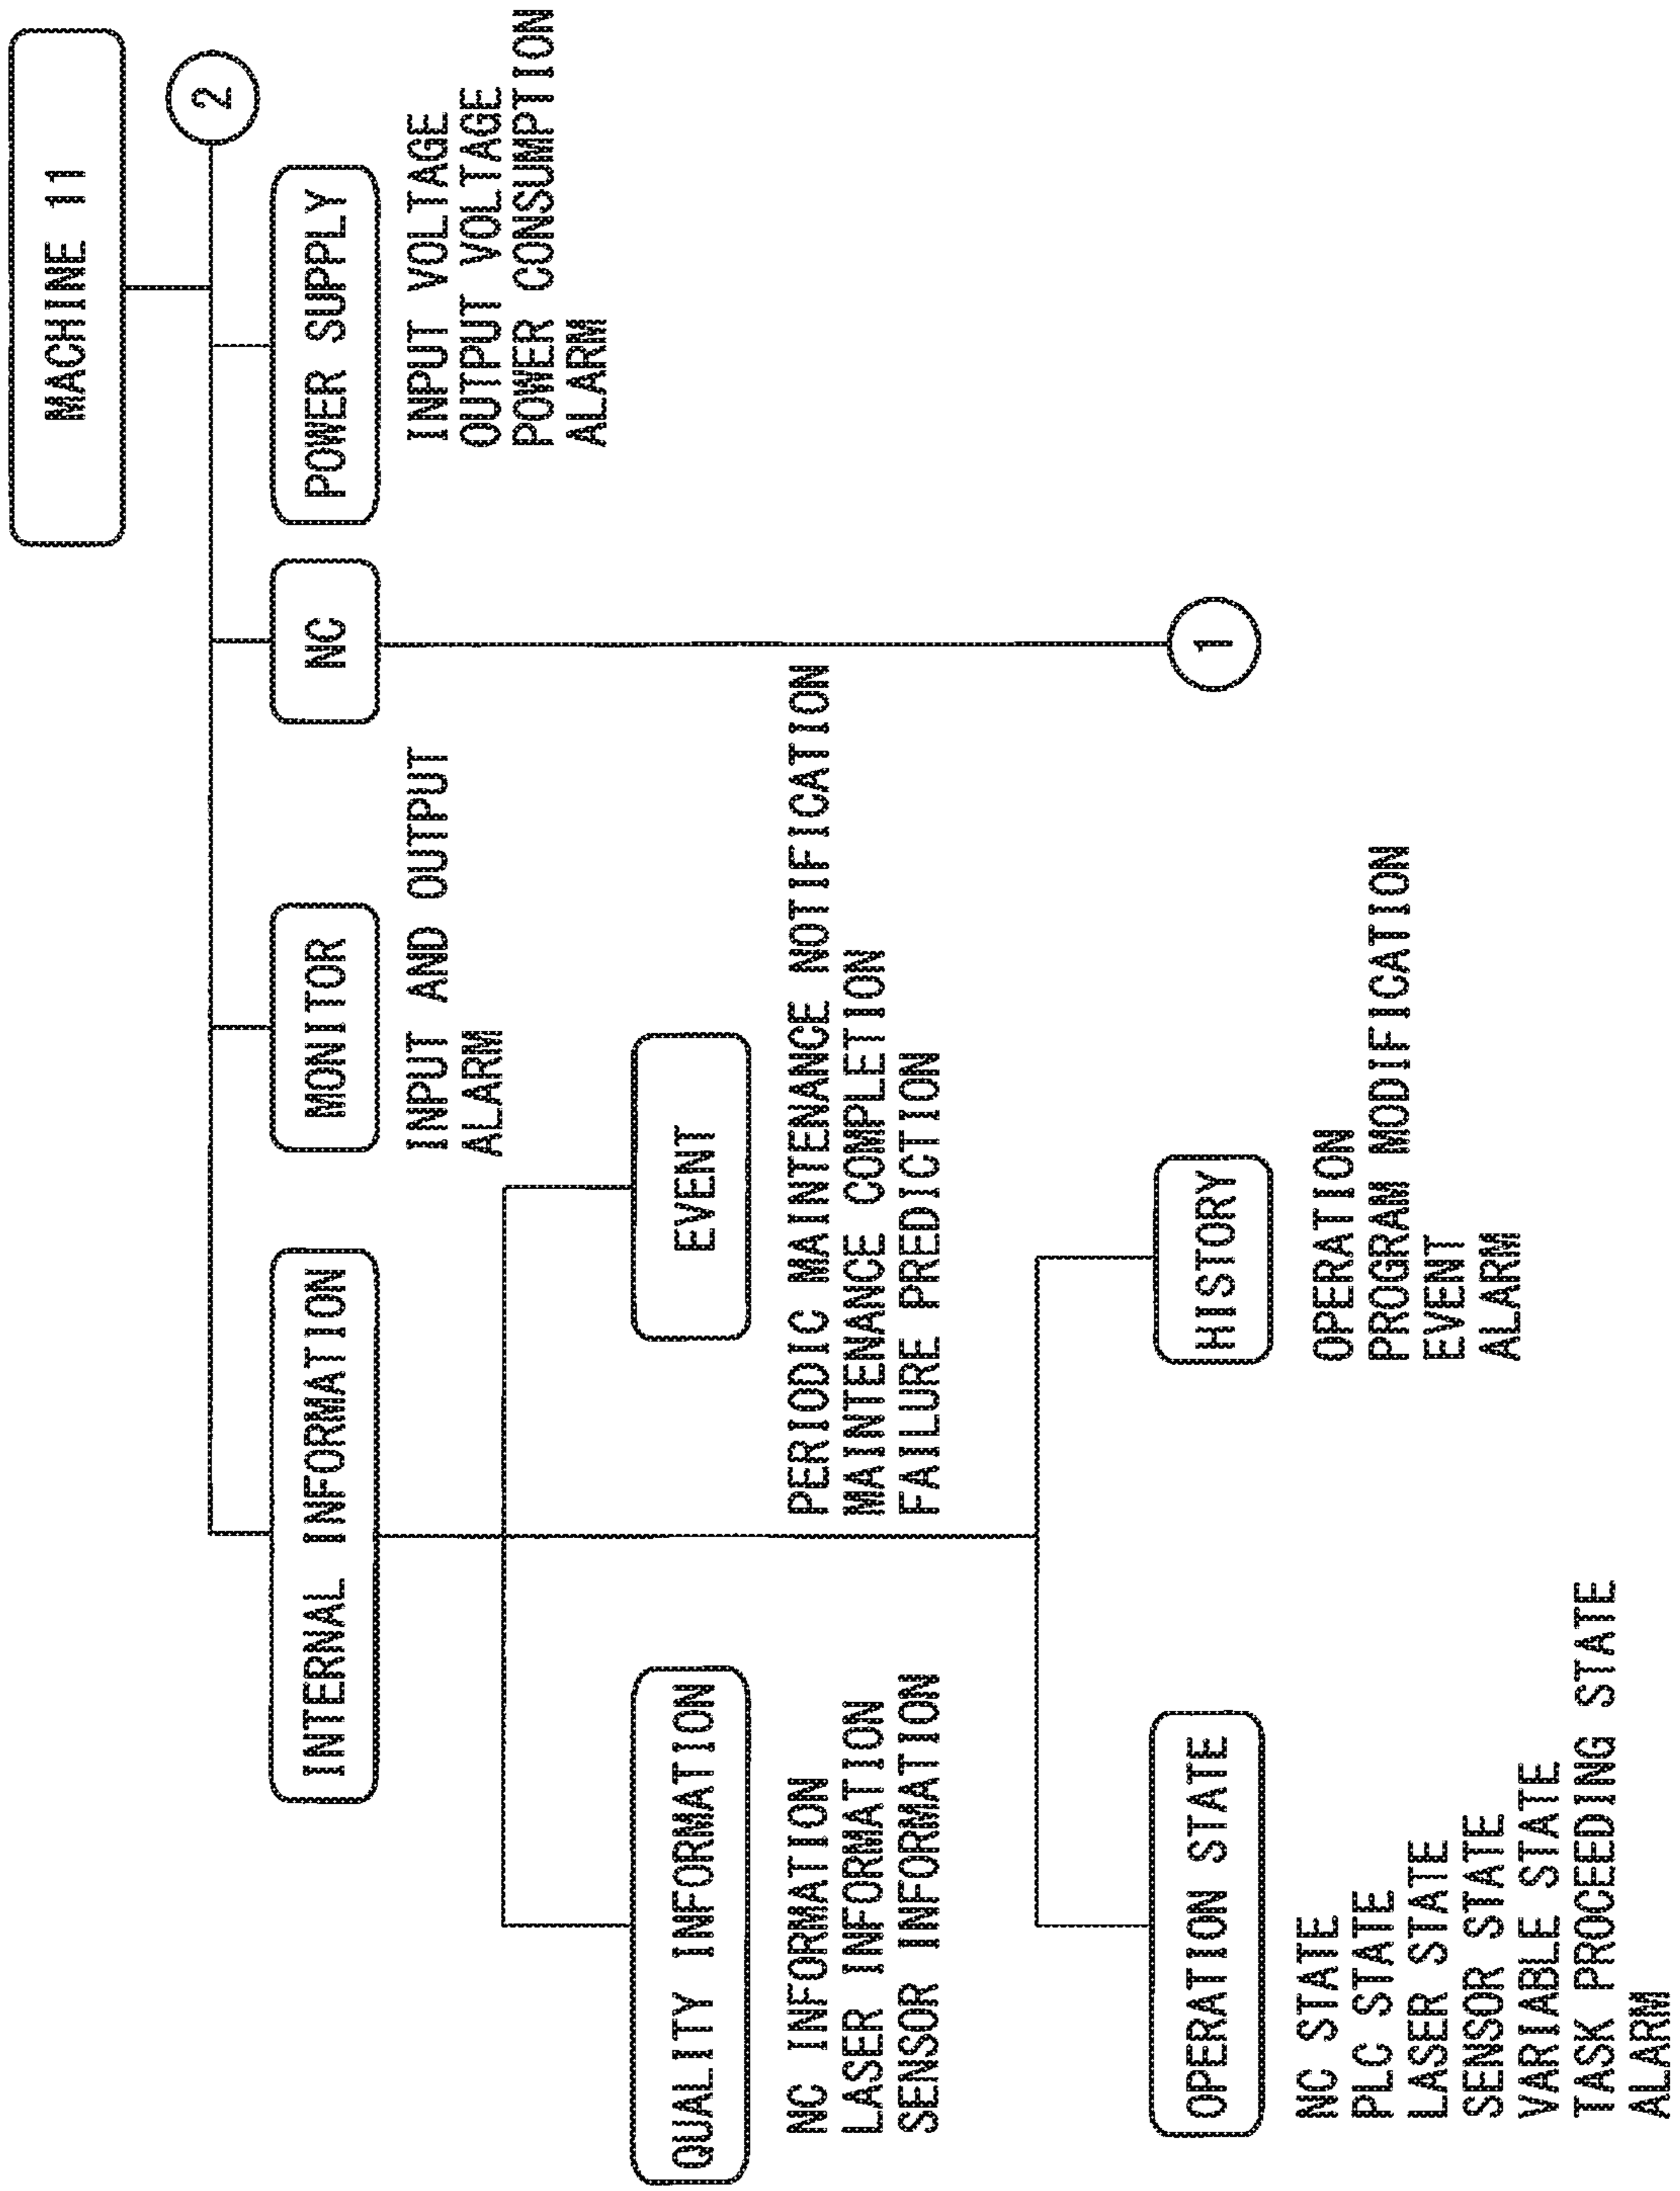 MACHINE 11
2
INTERNAL INFORMATION
MONITOR
NC
POWER SUPPLY
INPUT AND OUTPUT
ALARM
INPUT VOLTAGE
OUTPUT VOLTAGE
POWER CONSUMPTION
ALARM
QUALITY INFORMATION
EVENT
NC INFORMATION
LASER INFORMATION
SENSOR INFORMATION
PERIODIC MAINTENANCE NOTIFICATION
MAINTENANCE COMPLETION
FAILURE PREDICTION
OPERATION STATE
HISTORY
1
NC STATE
PLC STATE
LASER STATE
SENSOR STATE
VARIABLE STATE
TASK PROCEEDING STATE
ALARM
OPERATION
PROGRAM MODIFICATION
EVENT
ALARM